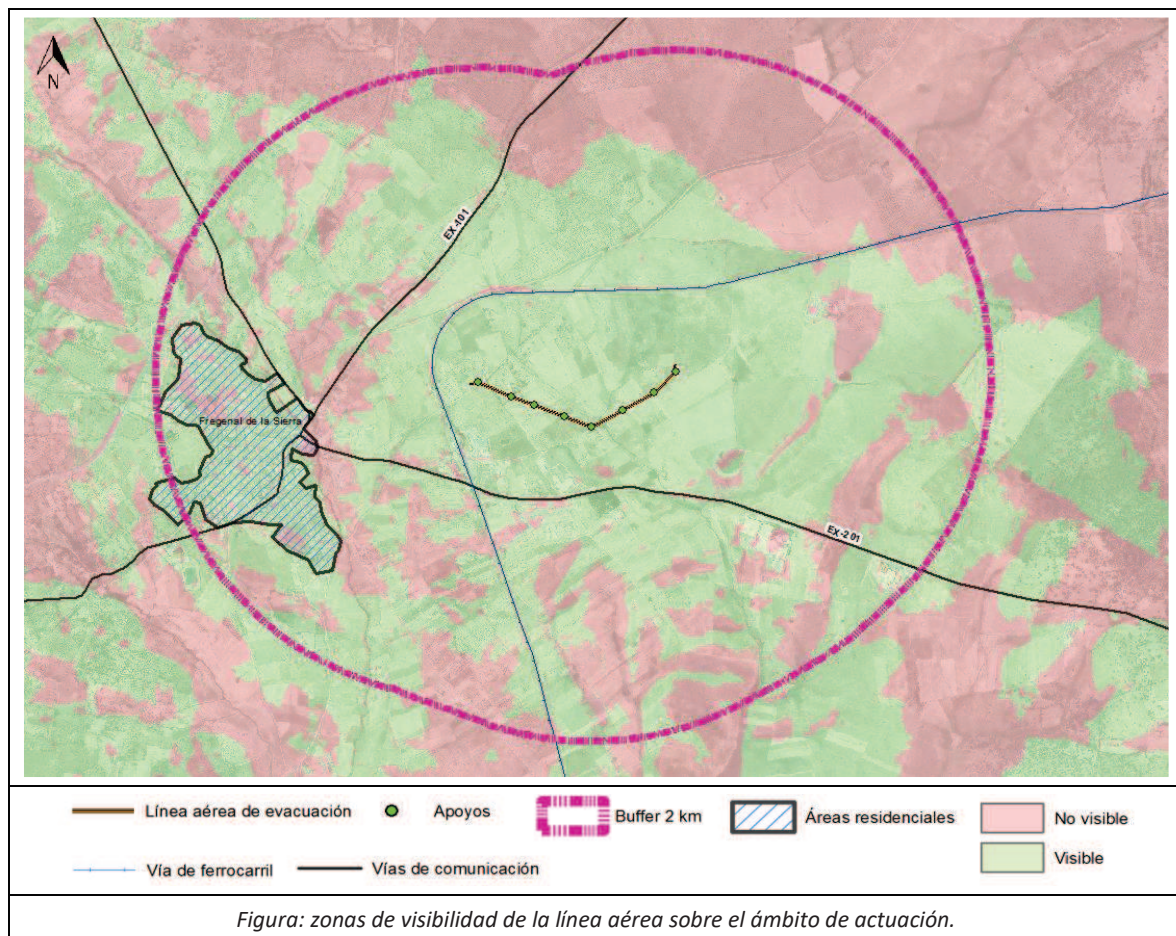 N
EX-101
Fregenal de la Sierra
EX-201
Línea aérea de evacuación
Apoyos
Buffer 2 km
Áreas residenciales
No visible
Visible
Vía de ferrocarril
Vías de comunicación
Figura: zonas de visibilidad de la línea aérea sobre el ámbito de actuación.